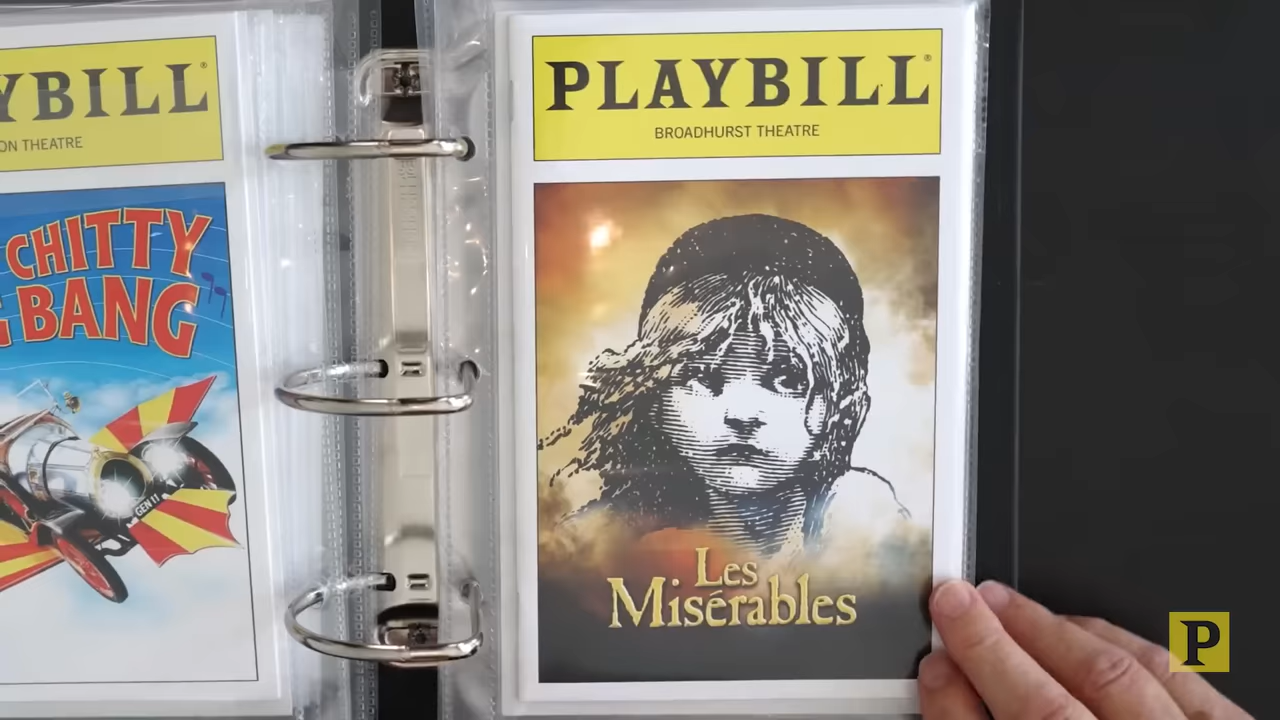 YBILL®
ON THEATRE
CHITTY
G BANG
GEN 11
PLAYBILL®
BROADHURST THEATRE
Les
Misérables
P